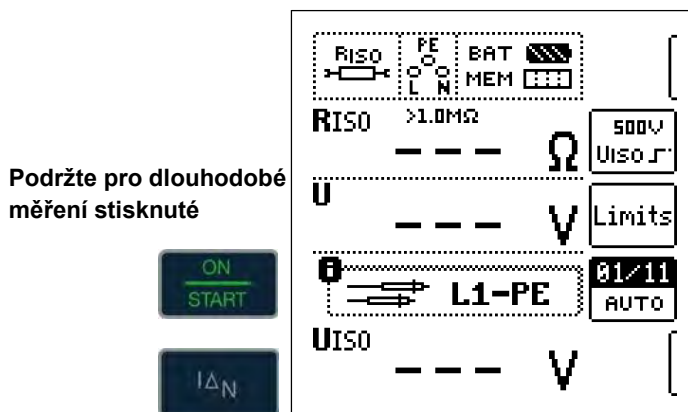 Podržte pro dlouhodobé
měření stisknuté
ON
START
IΔN
RISO
PE
L N
BAT
MEM
RISO >1.0MΩ
--- Ω
500V
UISO
U
--- V
Limits
L1-PE
01/11
AUTO
UISO
--- V